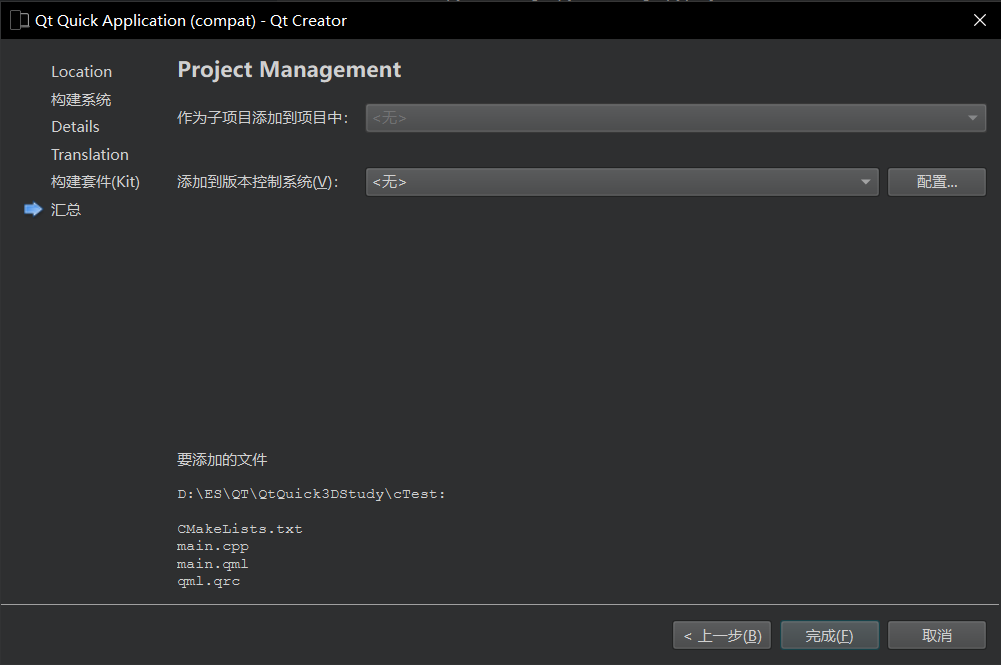 Qt Quick Application (compat) - Qt Creator
Location
构建系统
Details
Translation
构建套件(Kit)
汇总
Project Management
作为子项目添加到项目中：
<无>
添加到版本控制系统(V)：
<无>
配置...
要添加的文件
D:\ES\QT\QtQuick3DStudy\cTest:
CMakeLists.txt
main.cpp
main.qml
qml.qrc
< 上一步(B)
完成(F)
取消